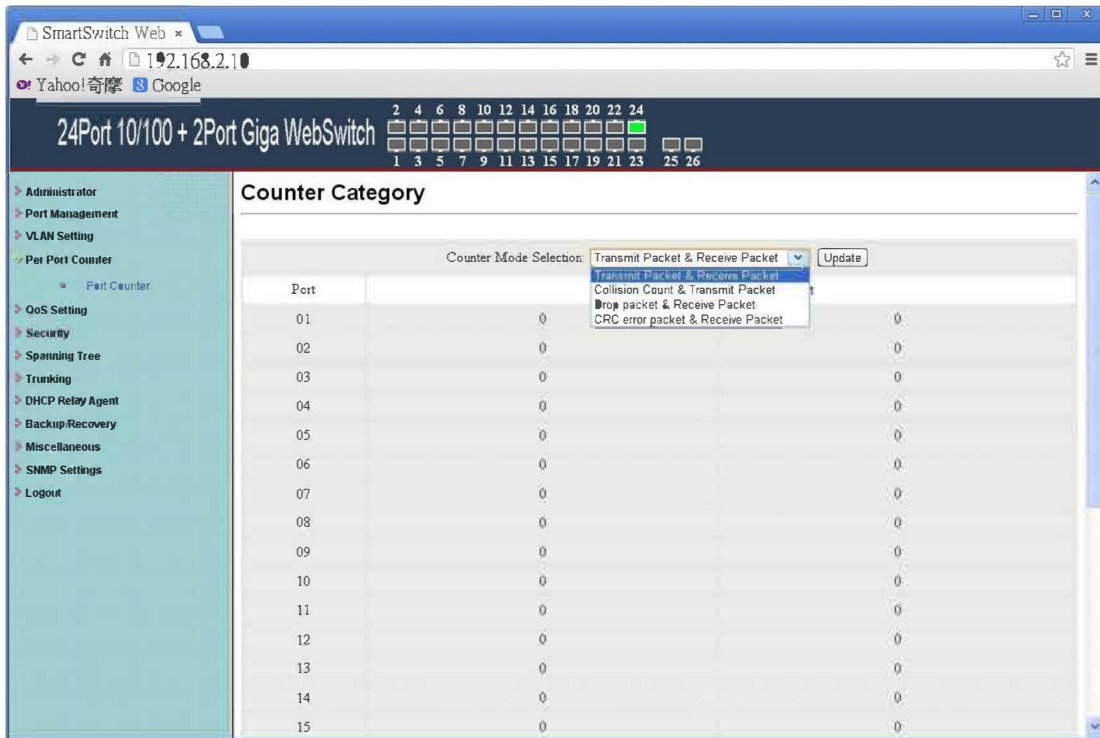 SmartSwitch Web ×
192.168.2.10
Yahoo!奇摩 Google
24Port 10/100 + 2Port Giga WebSwitch
2 4 6 8 10 12 14 16 18 20 22 24
1 3 5 7 9 11 13 15 17 19 21 23 25 26
Administrator
Port Management
VLAN Setting
Per Port Counter
Port Counter
QoS Setting
Security
Spanning Tree
Trunking
DHCP Relay Agent
Backup/Recovery
Miscellaneous
SNMP Settings
Logout
Counter Category
Counter Mode Selection: Transmit Packet & Receive Packet Update
Transmit Packet & Receive Packet
Collision Count & Transmit Packet
Drop packet & Receive Packet
CRC error packet & Receive Packet
Port
01 0 0
02 0 0
03 0 0
04 0 0
05 0 0
06 0 0
07 0 0
08 0 0
09 0 0
10 0 0
11 0 0
12 0 0
13 0 0
14 0 0
15 0 0